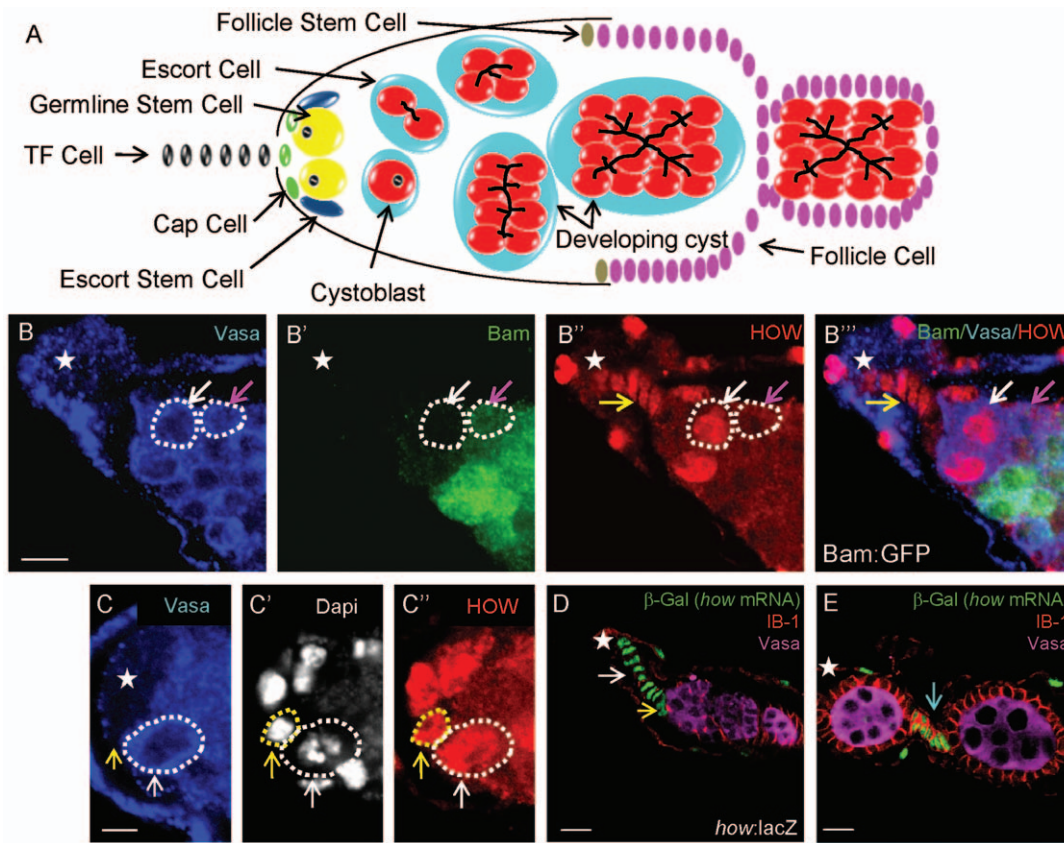 A
Follicle Stem Cell
Escort Cell
Germline Stem Cell
TF Cell
Cap Cell
Escort Stem Cell
Cystoblast
Developing cyst
Follicle Cell
B
Vasa
B'
Bam
B''
HOW
B'''
Bam/Vasa/HOW
Bam:GFP
C
Vasa
C'
Dapi
C''
HOW
D
β-Gal (how mRNA)
IB-1
Vasa
how:lacZ
E
β-Gal (how mRNA)
IB-1
Vasa